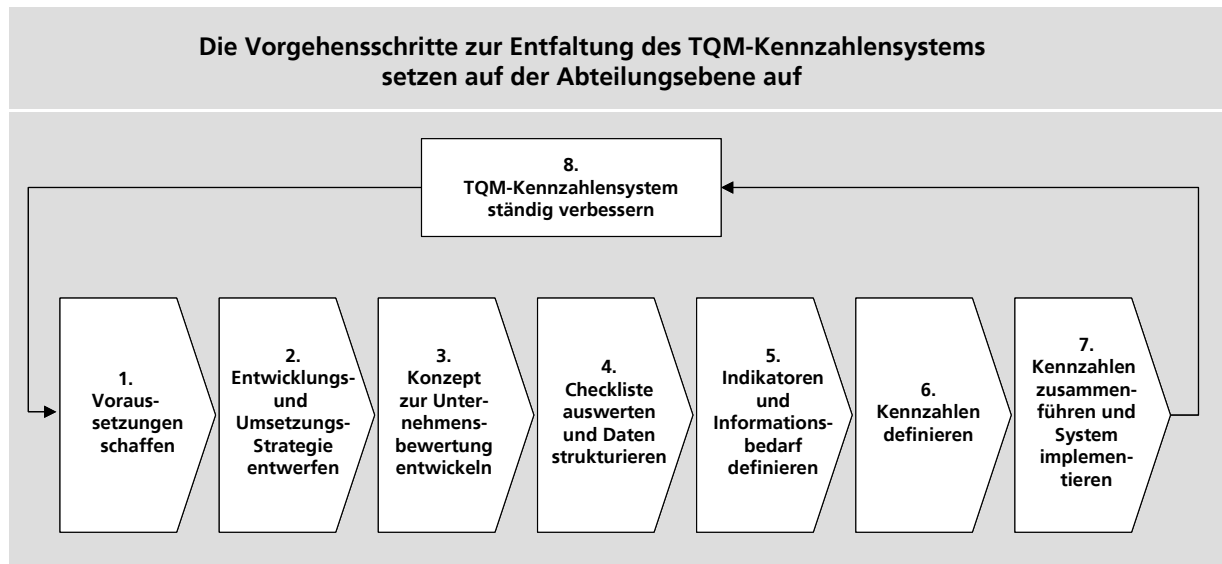 Die Vorgehensschritte zur Entfaltung des TQM-Kennzahlensystems
setzen auf der Abteilungsebene auf
8.
TQM-Kennzahlensystem
ständig verbessern
1.
Voraus-
setzungen
schaffen
2.
Entwicklungs-
und
Umsetzungs-
Strategie
entwerfen
3.
Konzept
zur Unter-
nehmens-
bewertung
entwickeln
4.
Checkliste
auswerten
und Daten
strukturieren
5.
Indikatoren
und
Informations-
bedarf
definieren
6.
Kennzahlen
definieren
7.
Kennzahlen
zusammen-
führen und
System
implemen-
tieren